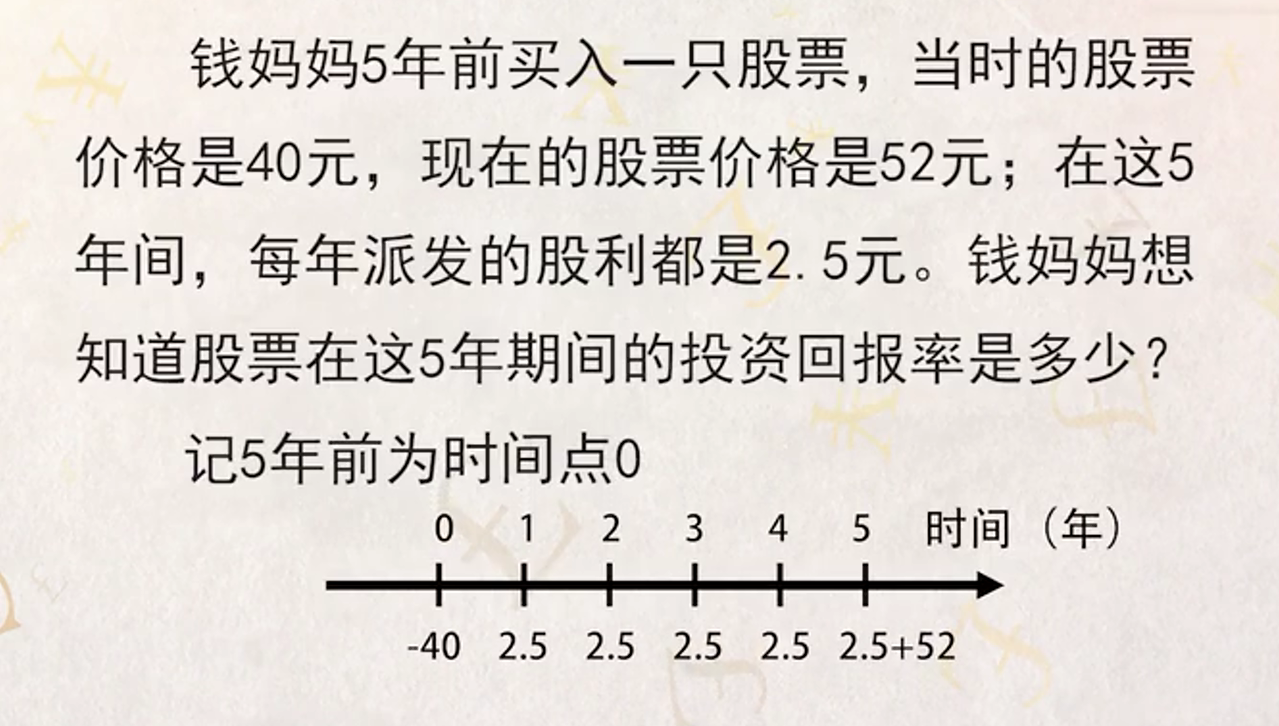 钱妈妈5年前买入一只股票，当时的股票
价格是40元，现在的股票价格是52元；在这5
年间，每年派发的股利都是2.5元。钱妈妈想
知道股票在这5年期间的投资回报率是多少？
记5年前为时间点0
0 1 2 3 4 5 时间（年）
-40 2.5 2.5 2.5 2.5 2.5+52